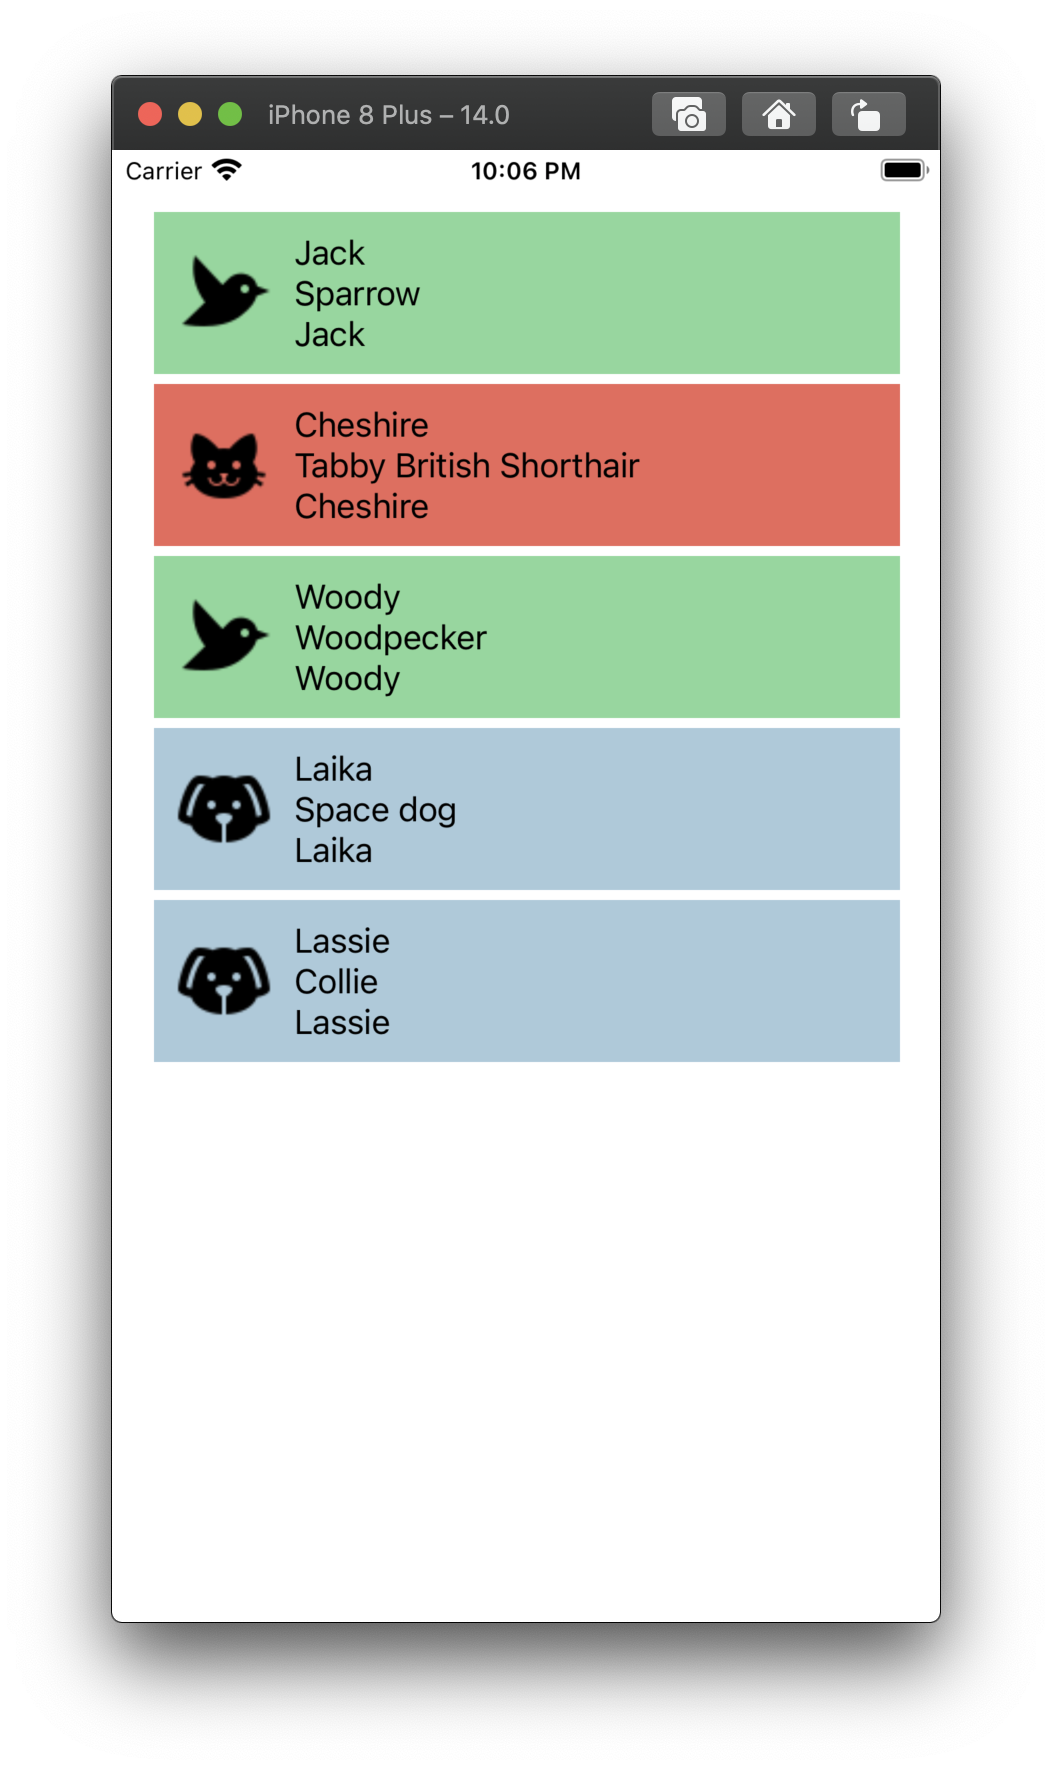 iPhone 8 Plus – 14.0
Carrier 10:06 PM
Jack
Sparrow
Jack
Cheshire
Tabby British Shorthair
Cheshire
Woody
Woodpecker
Woody
Laika
Space dog
Laika
Lassie
Collie
Lassie